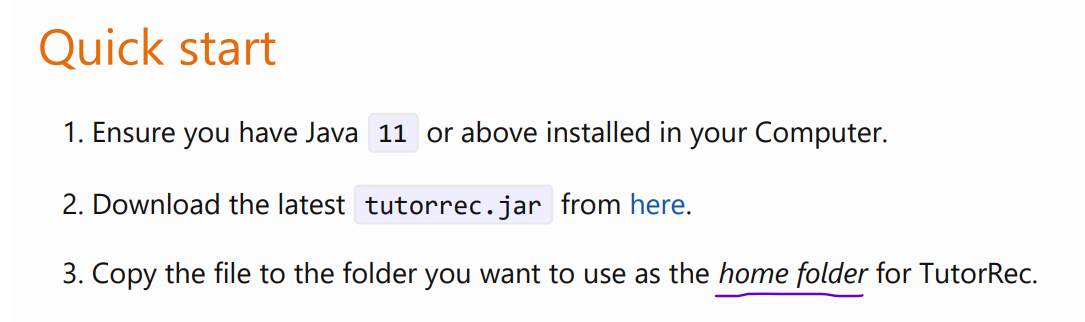 Quick start
1. Ensure you have Java 11 or above installed in your Computer.
2. Download the latest tutorrec.jar from here.
3. Copy the file to the folder you want to use as the home folder for TutorRec.